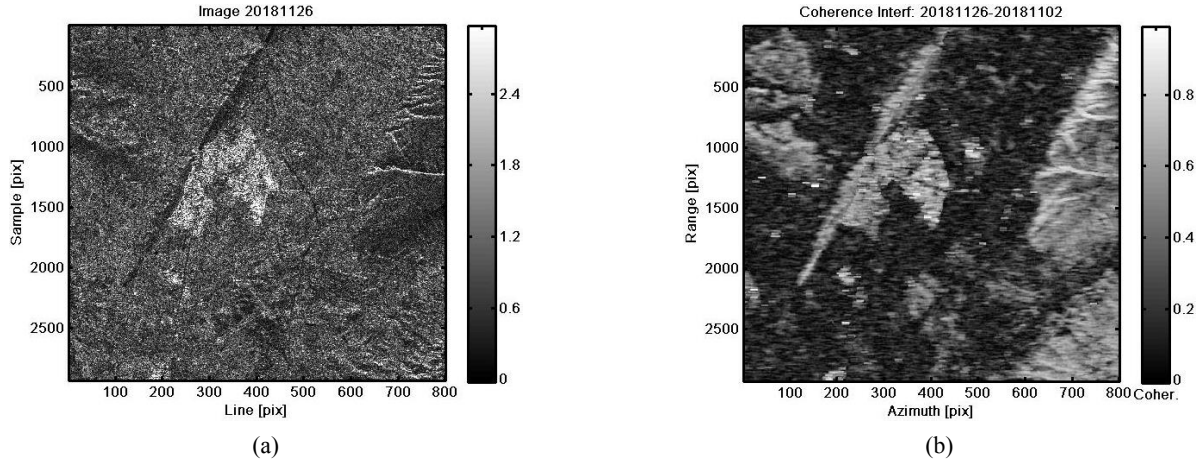 Image 20181126
Sample [pix]
500
1000
1500
2000
2500
100 200 300 400 500 600 700 800
Line [pix]
2.4
1.8
1.2
0.6
0
(a)
Coherence Interf: 20181126-20181102
Range [pix]
500
1000
1500
2000
2500
100 200 300 400 500 600 700 800
Azimuth [pix]
0.8
0.6
0.4
0.2
0
Coher.
(b)